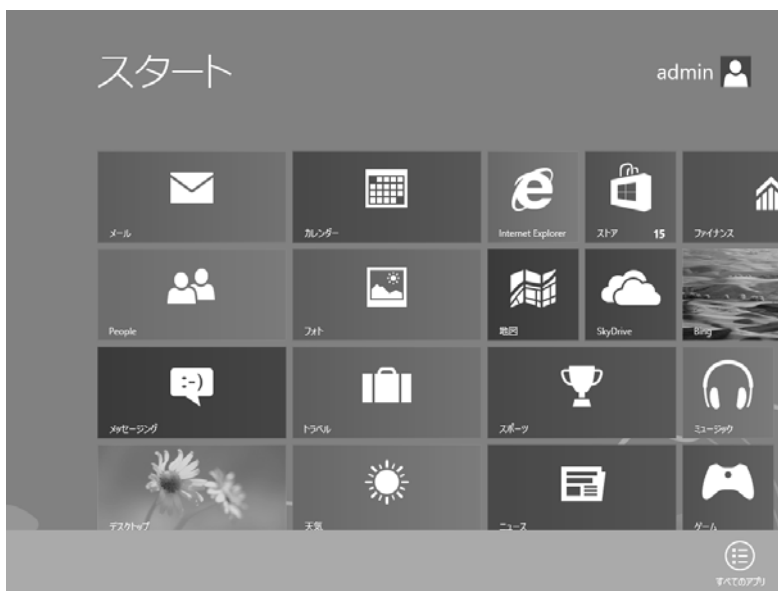 スタート
admin
メール
カレンダー
Internet Explorer
ストア
15
ファイナンス
People
フォト
地図
SkyDrive
Bing
メッセージング
トラベル
スポーツ
ミュージック
デスクトップ
天気
ニュース
ゲーム
すべてのアプリ